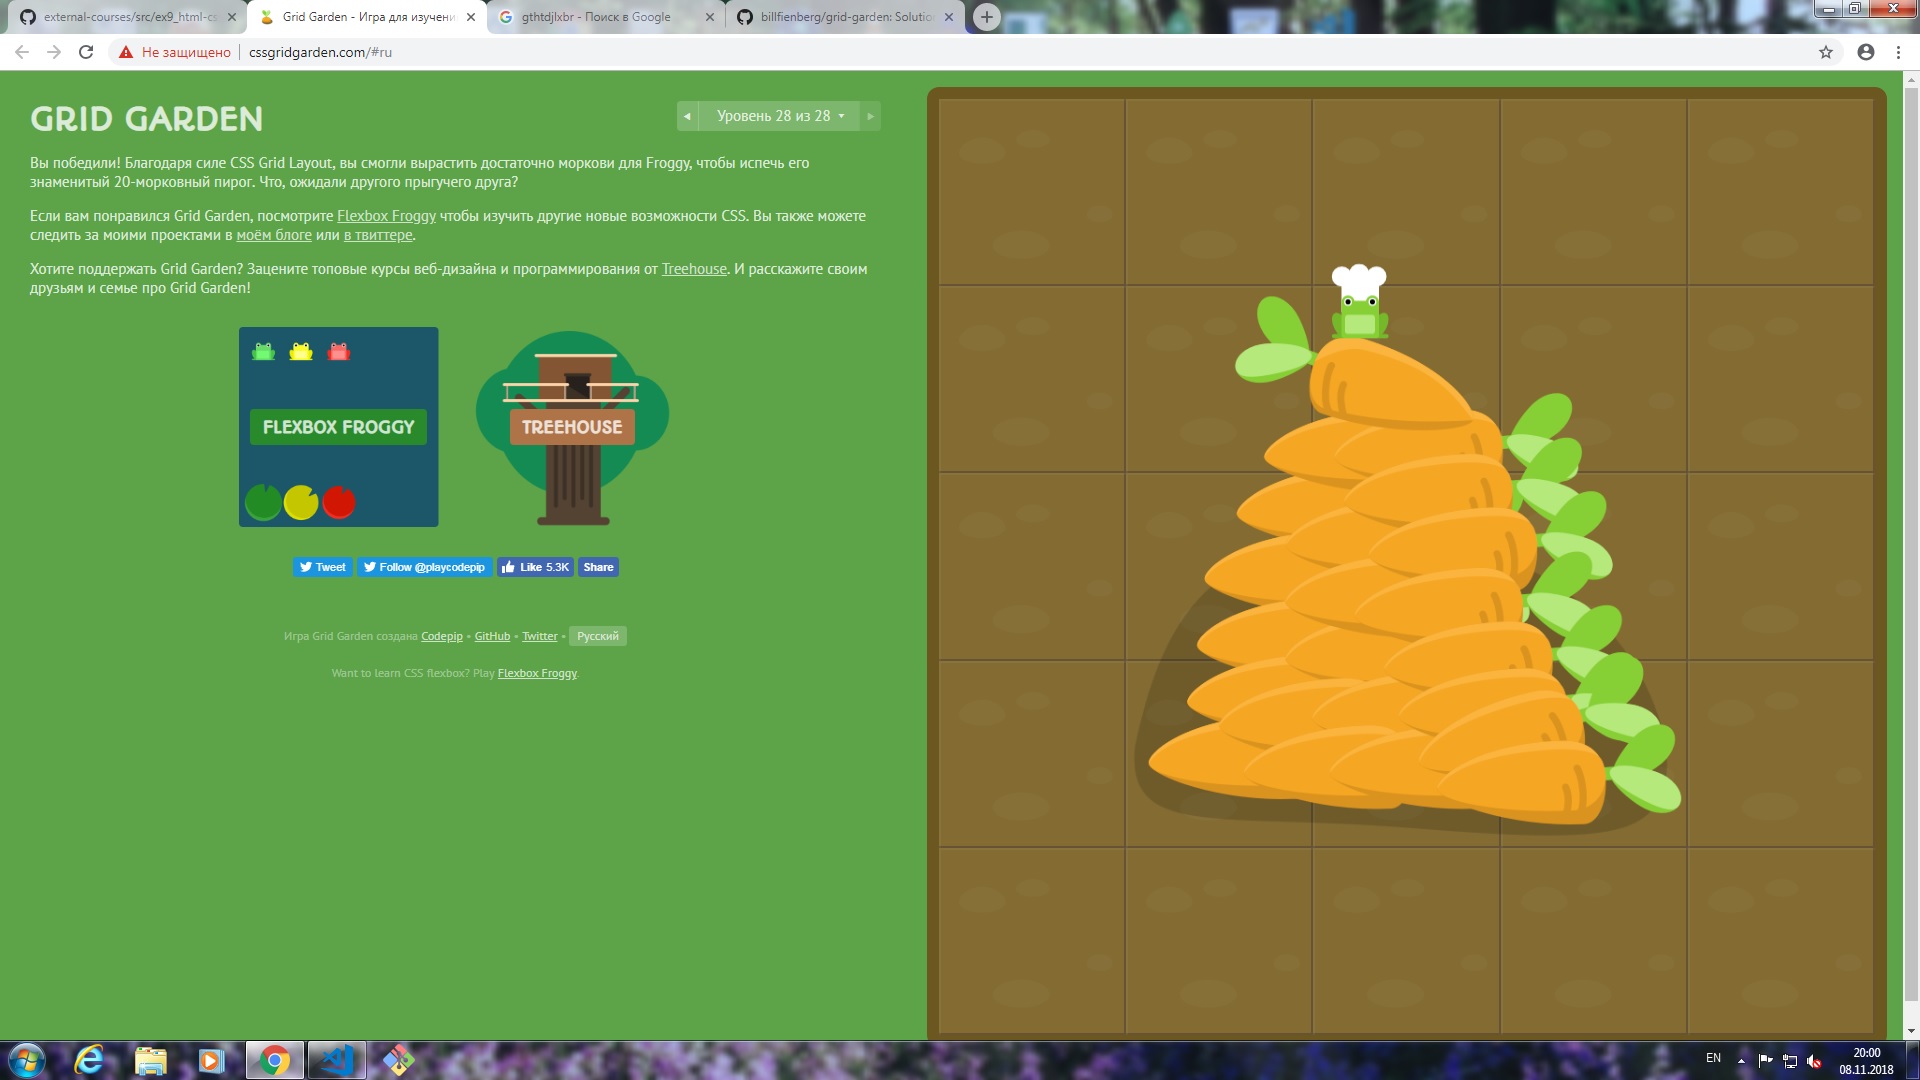 external-courses/src/ex9_html-cs
Grid Garden - Игра для изучени
gthtdjlxbr - Поиск в Google
billfienberg/grid-garden: Solutio
Не защищено
cssgridgarden.com/#ru
GRID GARDEN
Уровень 28 из 28
Вы победили! Благодаря силе CSS Grid Layout, вы смогли вырастить достаточно моркови для Froggy, чтобы испечь его
знаменитый 20-морковный пирог. Что, ожидали другого прыгучего друга?
Если вам понравился Grid Garden, посмотрите Flexbox Froggy чтобы изучить другие новые возможности CSS. Вы также можете
следить за моими проектами в моём блоге или в твиттере.
Хотите поддержать Grid Garden? Зацените топовые курсы веб-дизайна и программирования от Treehouse. И расскажите своим
друзьям и семье про Grid Garden!
FLEXBOX FROGGY
TREEHOUSE
Tweet
Follow @playcodepip
Like 5.3K
Share
Игра Grid Garden создана Codepip • GitHub • Twitter • Русский
Want to learn CSS flexbox? Play Flexbox Froggy.
EN
20:00
08.11.2018